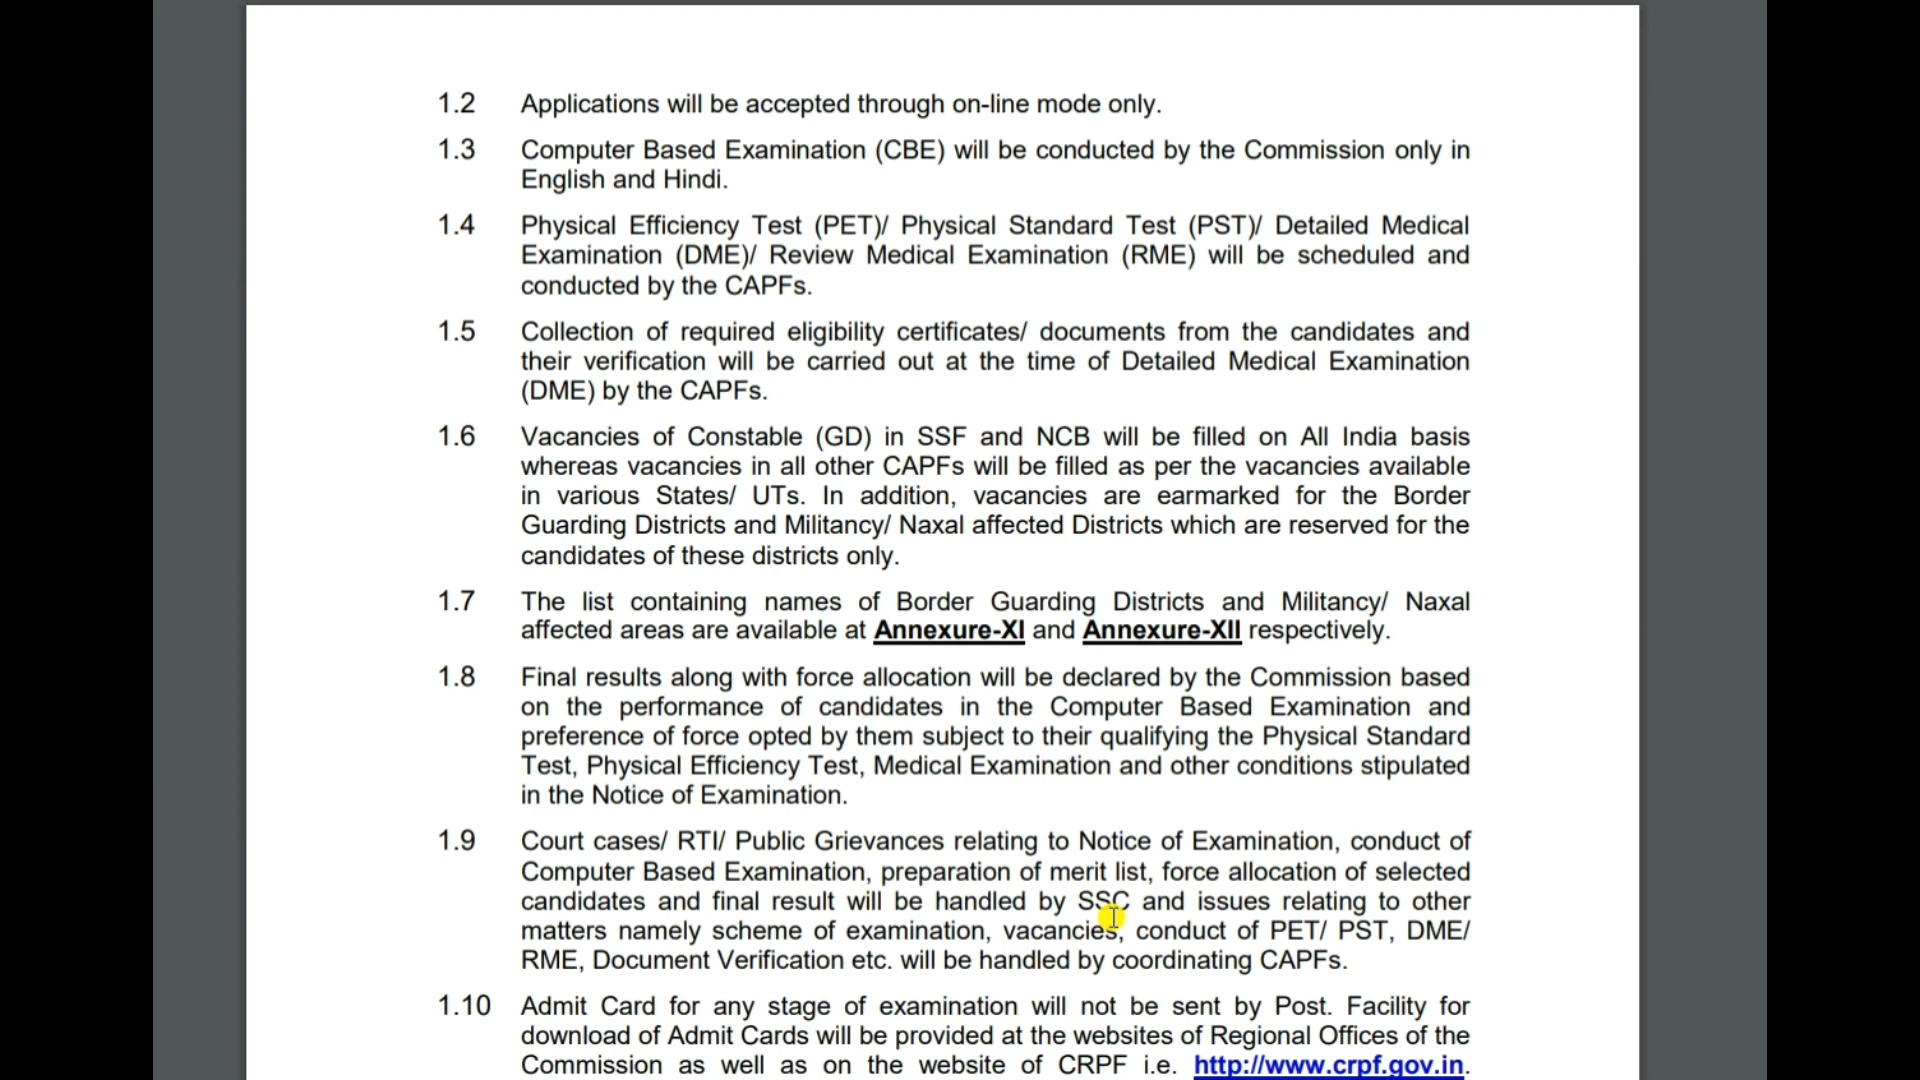 1.2 Applications will be accepted through on-line mode only.
1.3 Computer Based Examination (CBE) will be conducted by the Commission only in
English and Hindi.
1.4 Physical Efficiency Test (PET)/ Physical Standard Test (PST)/ Detailed Medical
Examination (DME)/ Review Medical Examination (RME) will be scheduled and
conducted by the CAPFs.
1.5 Collection of required eligibility certificates/ documents from the candidates and
their verification will be carried out at the time of Detailed Medical Examination
(DME) by the CAPFs.
1.6 Vacancies of Constable (GD) in SSF and NCB will be filled on All India basis
whereas vacancies in all other CAPFs will be filled as per the vacancies available
in various States/ UTs. In addition, vacancies are earmarked for the Border
Guarding Districts and Militancy/ Naxal affected Districts which are reserved for the
candidates of these districts only.
1.7 The list containing names of Border Guarding Districts and Militancy/ Naxal
affected areas are available at Annexure-XI and Annexure-XII respectively.
1.8 Final results along with force allocation will be declared by the Commission based
on the performance of candidates in the Computer Based Examination and
preference of force opted by them subject to their qualifying the Physical Standard
Test, Physical Efficiency Test, Medical Examination and other conditions stipulated
in the Notice of Examination.
1.9 Court cases/ RTI/ Public Grievances relating to Notice of Examination, conduct of
Computer Based Examination, preparation of merit list, force allocation of selected
candidates and final result will be handled by SSC and issues relating to other
matters namely scheme of examination, vacancies, conduct of PET/ PST, DME/
RME, Document Verification etc. will be handled by coordinating CAPFs.
1.10 Admit Card for any stage of examination will not be sent by Post. Facility for
download of Admit Cards will be provided at the websites of Regional Offices of the
Commission as well as on the website of CRPF i.e. http://www.crpf.gov.in.